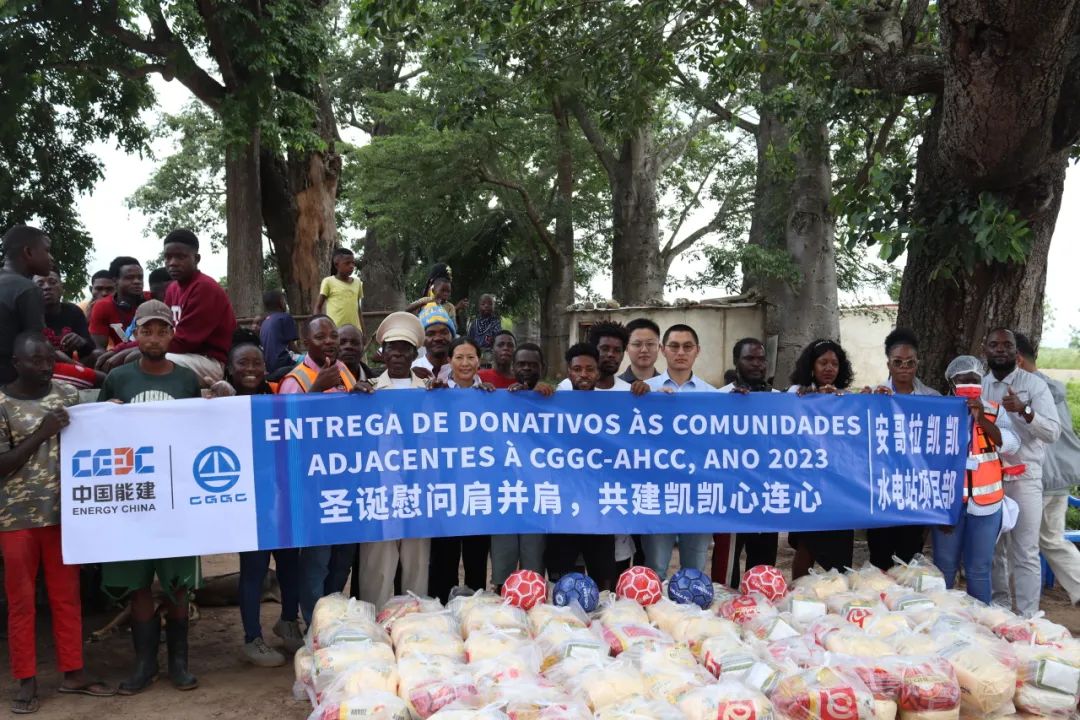 CEEC
中国能建
ENERGY CHINA
CGGC
ENTREGA DE DONATIVOS ÀS COMUNIDADES
ADJACENTES À CGGC-AHCC, ANO 2023
圣诞慰问肩并肩，共建凯凯心连心
安哥拉凯凯
水电站项目部